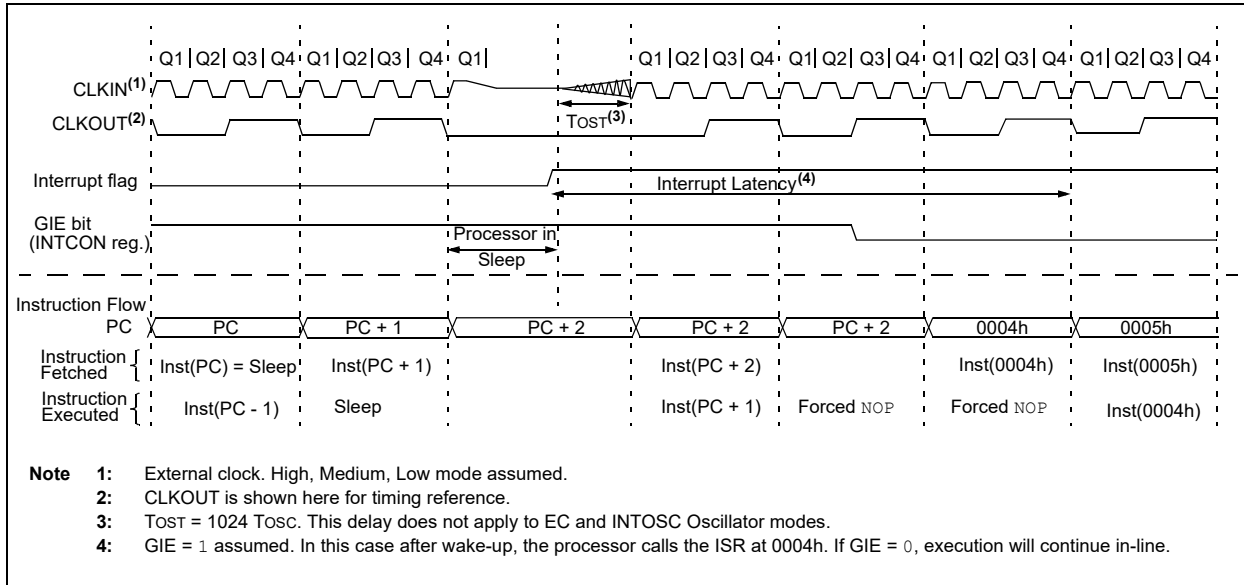 Q1 Q2 Q3 Q4 Q1 Q2 Q3 Q4 Q1 Q1 Q2 Q3 Q4 Q1 Q2 Q3 Q4 Q1 Q2 Q3 Q4 Q1 Q2 Q3 Q4
CLKIN(1)
TOST(3)
CLKOUT(2)
Interrupt flag
Interrupt Latency(4)
GIE bit
(INTCON reg.)
Processor in
Sleep
Instruction Flow
PC PC PC + 1 PC + 2 PC + 2 PC + 2 0004h 0005h
Instruction
Fetched
Inst(PC) = Sleep Inst(PC + 1) Inst(PC + 2) Inst(0004h) Inst(0005h)
Instruction
Executed
Inst(PC - 1) Sleep Inst(PC + 1) Forced NOP Forced NOP Inst(0004h)
Note 1: External clock. High, Medium, Low mode assumed.
2: CLKOUT is shown here for timing reference.
3: TOST = 1024 TOSC. This delay does not apply to EC and INTOSC Oscillator modes.
4: GIE = 1 assumed. In this case after wake-up, the processor calls the ISR at 0004h. If GIE = 0, execution will continue in-line.